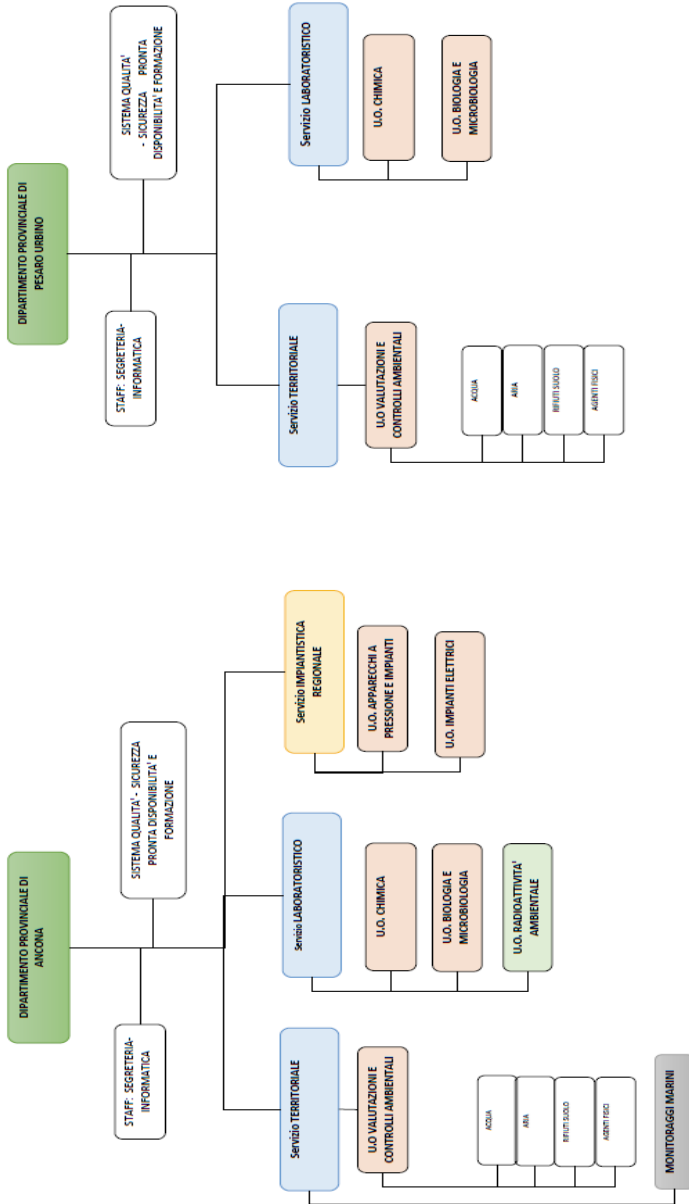 DIPARTIMENTO PROVINCIALE DI
ANCONA
STAFF: SEGRETERIA-
INFORMATICA
SISTEMA QUALITA' - SICUREZZA
PRONTA DISPONIBILITA' E
FORMAZIONE
Servizio TERRITORIALE
U.O VALUTAZIONI E
CONTROLLI AMBIENTALI
ACQUA
ARIA
RIFIUTI SUOLO
AGENTI FISICI
MONITORAGGI MARINI
Servizio LABORATORISTICO
U.O. CHIMICA
U.O. BIOLOGIA E
MICROBIOLOGIA
U.O. RADIOATTIVITA'
AMBIENTALE
Servizio IMPIANTISTICA
REGIONALE
U.O. APPARECCHI A
PRESSIONE E IMPIANTI
U.O. IMPIANTI ELETTRICI
DIPARTIMENTO PROVINCIALE DI
PESARO URBINO
STAFF: SEGRETERIA-
INFORMATICA
SISTEMA QUALITA'
- SICUREZZA PRONTA
DISPONIBILITA' E FORMAZIONE
Servizio TERRITORIALE
U.O VALUTAZIONI E
CONTROLLI AMBIENTALI
ACQUA
ARIA
RIFIUTI SUOLO
AGENTI FISICI
Servizio LABORATORISTICO
U.O. CHIMICA
U.O. BIOLOGIA E
MICROBIOLOGIA